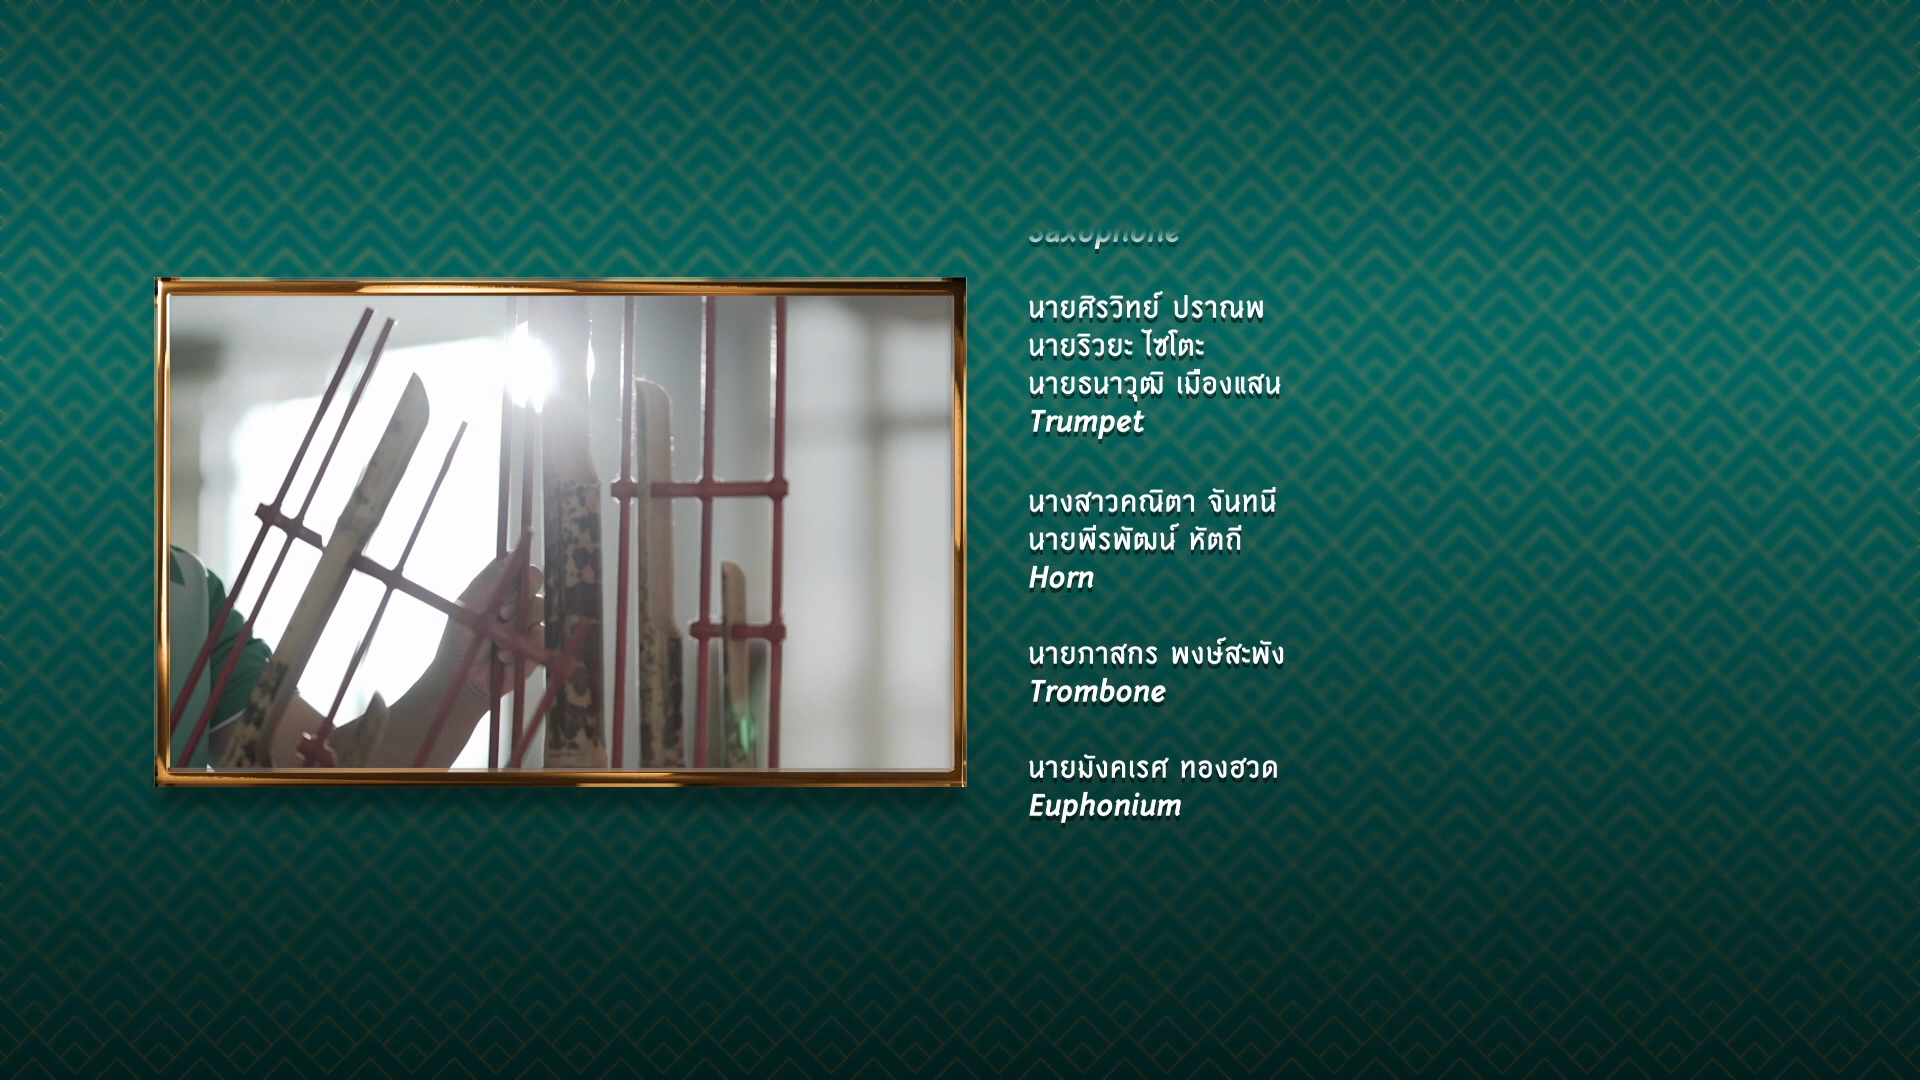 Saxophone
นายศิรวิทย์ ปราณพ
นายริวยะ ไซโตะ
นายธนาวุฒิ เมืองแสน
Trumpet
นางสาวคณิตา จันทนี
นายพีรพัฒน์ หัตถี
Horn
นายภาสกร พงษ์สะพัง
Trombone
นายมังคเรศ ทองฮวด
Euphonium